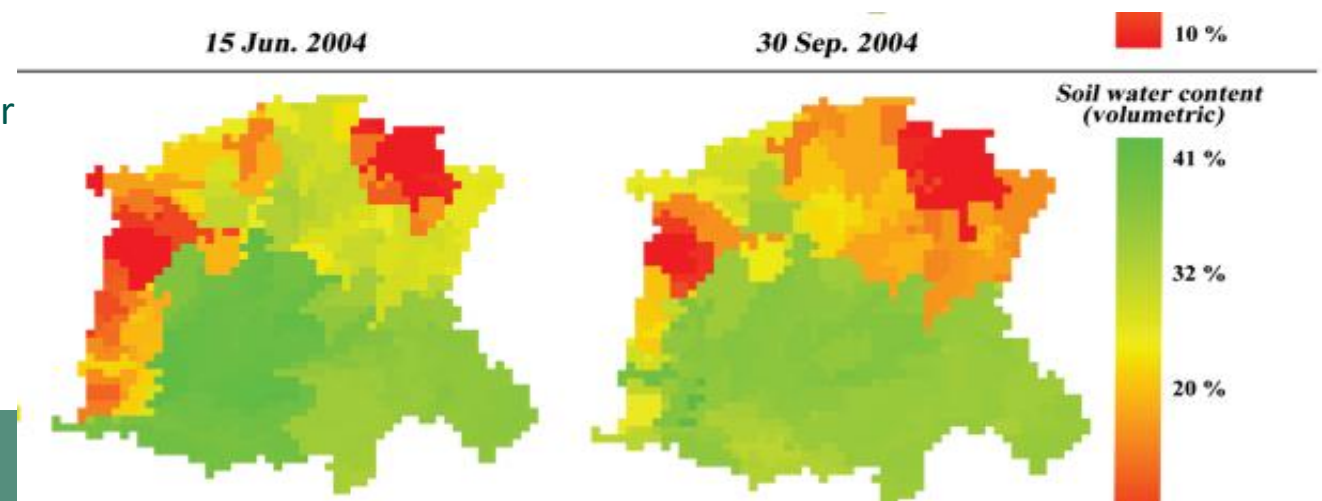 15 Jun. 2004
30 Sep. 2004
10 %
r
Soil water content
(volumetric)
41 %
32 %
20 %